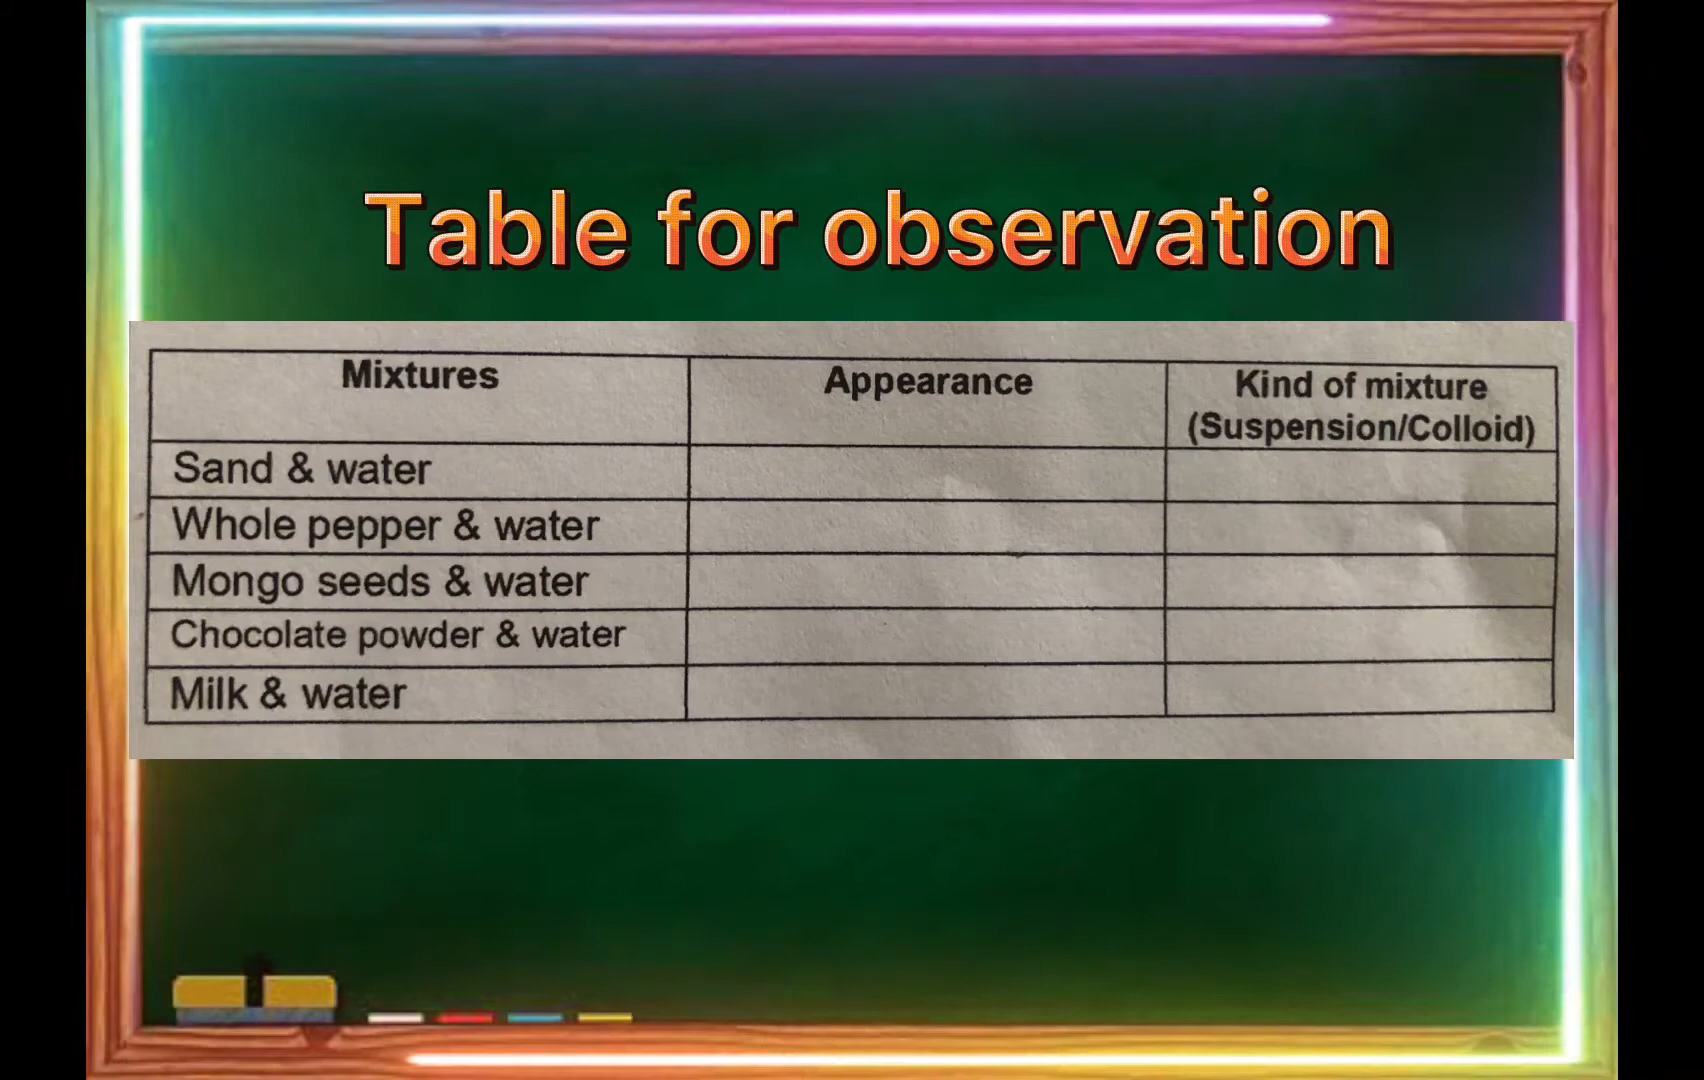 Table for observation
Mixtures
Appearance
Kind of mixture
(Suspension/Colloid)
Sand & water
Whole pepper & water
Mongo seeds & water
Chocolate powder & water
Milk & water